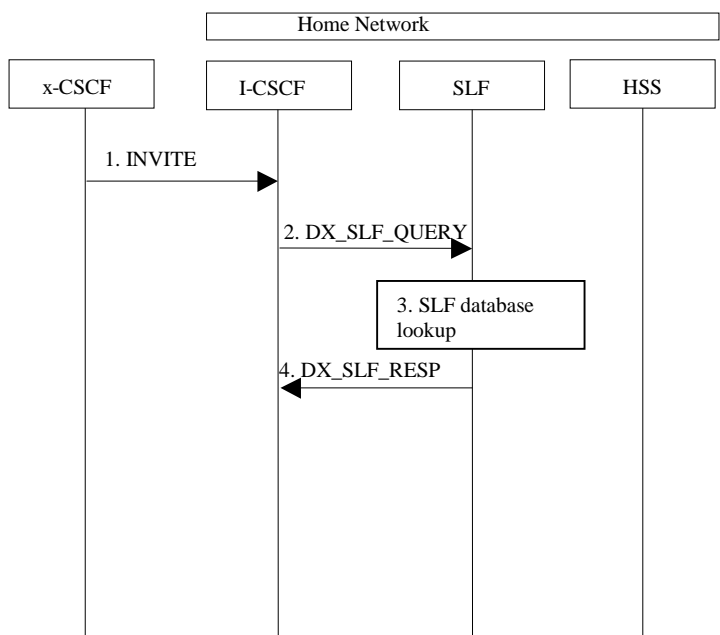 Home Network
x-CSCF
I-CSCF
SLF
HSS
1. INVITE
2. DX_SLF_QUERY
3. SLF database
lookup
4. DX_SLF_RESP